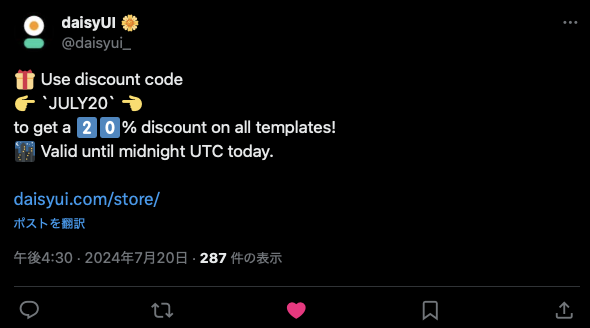 daisyUI 🌼
@daisyui_
🎁 Use discount code
👉 `JULY20` 👈
to get a 2️⃣0️⃣% discount on all templates!
🌃 Valid until midnight UTC today.
daisyui.com/store/
ポストを翻訳
午後4:30 · 2024年7月20日 · 287 件の表示